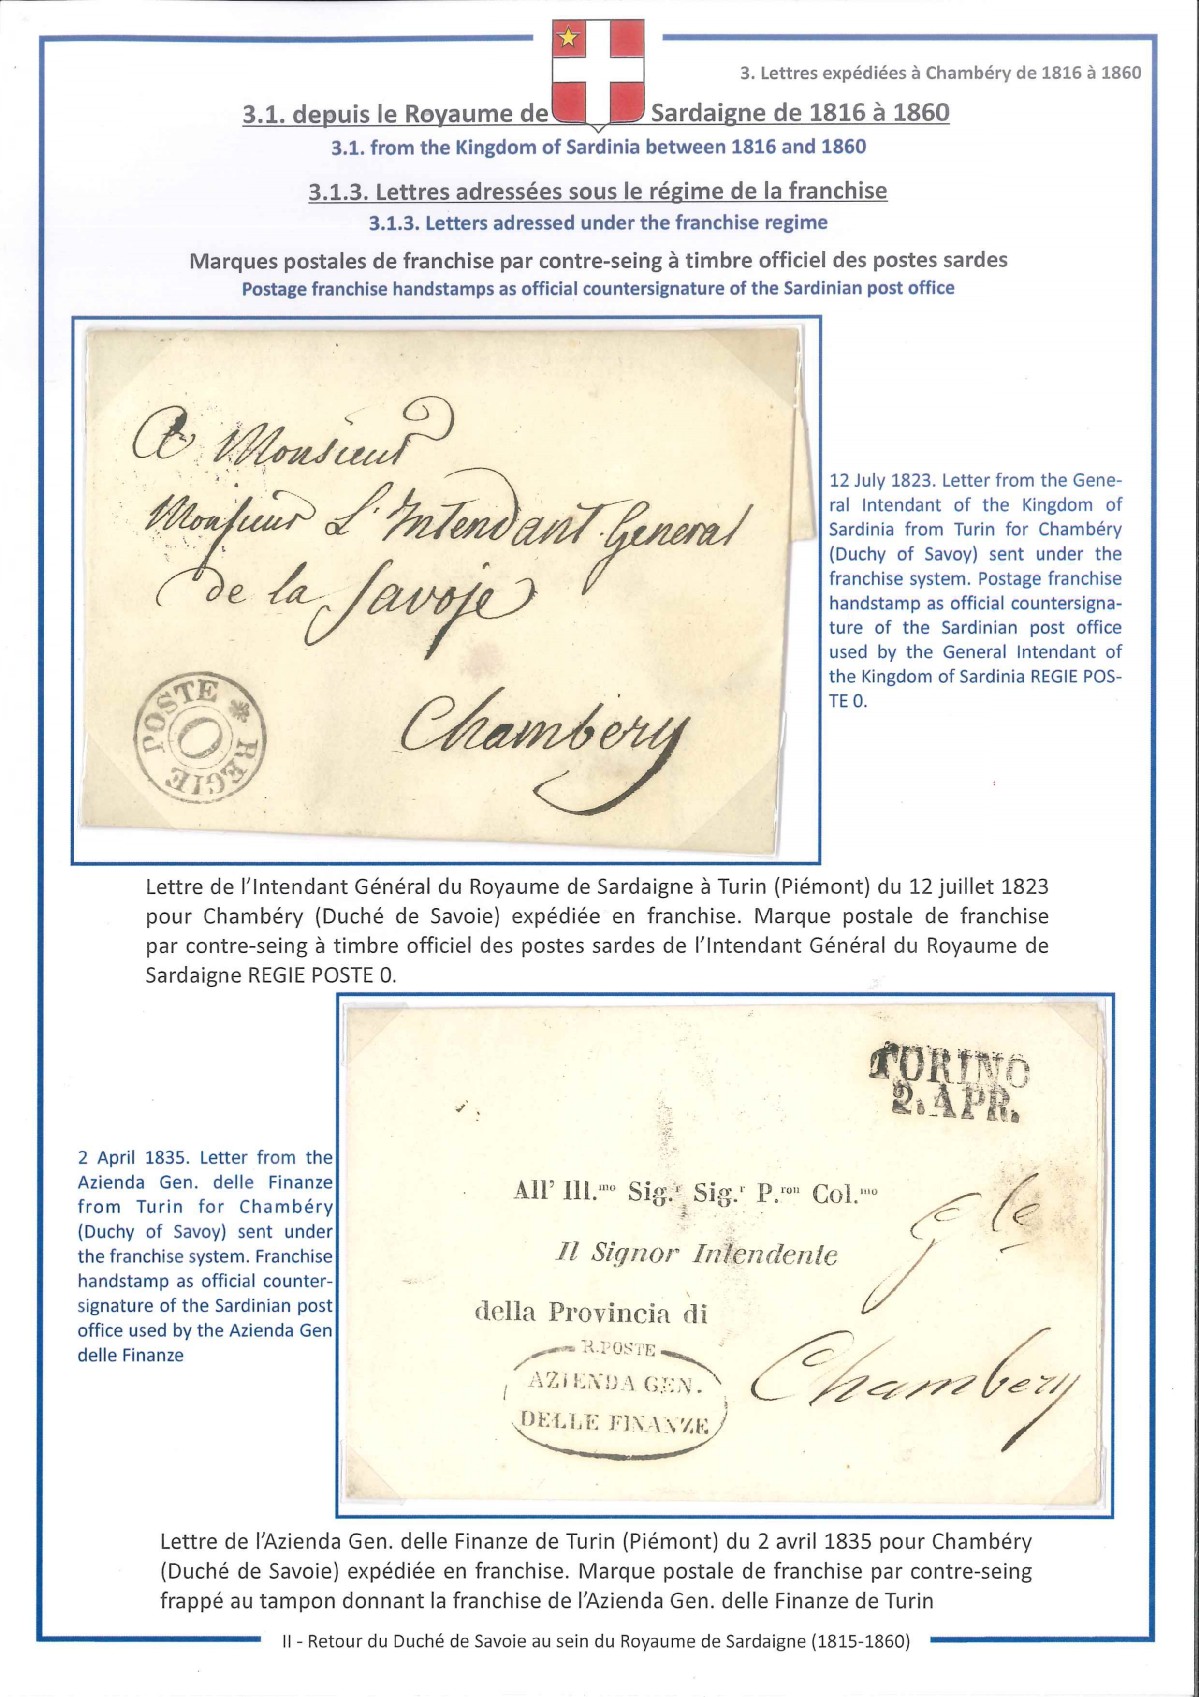 3. Lettres expédiées à Chambéry de 1816 à 1860
3.1. depuis le Royaume de Sardaigne de 1816 à 1860
3.1. from the Kingdom of Sardinia between 1816 and 1860
3.1.3. Lettres adressées sous le régime de la franchise
3.1.3. Letters adressed under the franchise regime
Marques postales de franchise par contre-seing à timbre officiel des postes sardes
Postage franchise handstamps as official countersignature of the Sardinian post office
A Monsieur
Monsieur L'Intendant General
de la Savoje
Chambery
POSTE * REGIE
0
12 July 1823. Letter from the Gene-
ral Intendant of the Kingdom of
Sardinia from Turin for Chambéry
(Duchy of Savoy) sent under the
franchise system. Postage franchise
handstamp as official countersigna-
ture of the Sardinian post office
used by the General Intendant of
the Kingdom of Sardinia REGIE POS-
TE 0.
Lettre de l'Intendant Général du Royaume de Sardaigne à Turin (Piémont) du 12 juillet 1823
pour Chambéry (Duché de Savoie) expédiée en franchise. Marque postale de franchise
par contre-seing à timbre officiel des postes sardes de l'Intendant Général du Royaume de
Sardaigne REGIE POSTE 0.
TORINO
2. APR.
All' Ill.mo Sig.r Sig.r P.ron Col.mo
Il Signor Intendente
gle
della Provincia di
Chambery
R. POSTE
AZIENDA GEN.
DELLE FINANZE
2 April 1835. Letter from the
Azienda Gen. delle Finanze
from Turin for Chambéry
(Duchy of Savoy) sent under
the franchise system. Franchise
handstamp as official counter-
signature of the Sardinian post
office used by the Azienda Gen
delle Finanze
Lettre de l'Azienda Gen. delle Finanze de Turin (Piémont) du 2 avril 1835 pour Chambéry
(Duché de Savoie) expédiée en franchise. Marque postale de franchise par contre-seing
frappé au tampon donnant la franchise de l'Azienda Gen. delle Finanze de Turin
II - Retour du Duché de Savoie au sein du Royaume de Sardaigne (1815-1860)